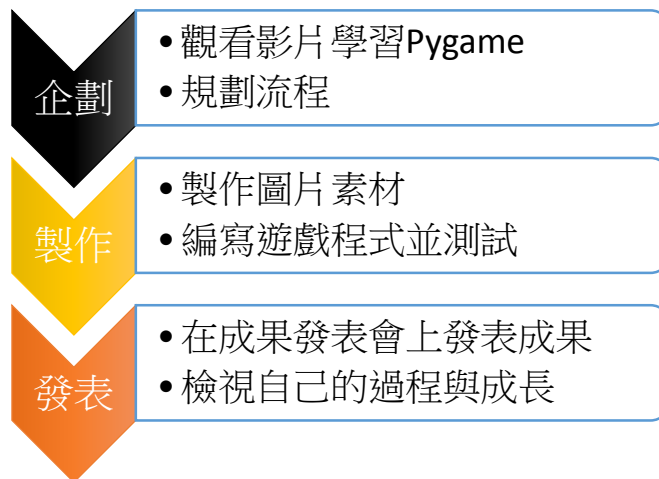 企劃
•觀看影片學習Pygame
•規劃流程
製作
•製作圖片素材
•編寫遊戲程式並測試
發表
•在成果發表會上發表成果
•檢視自己的過程與成長